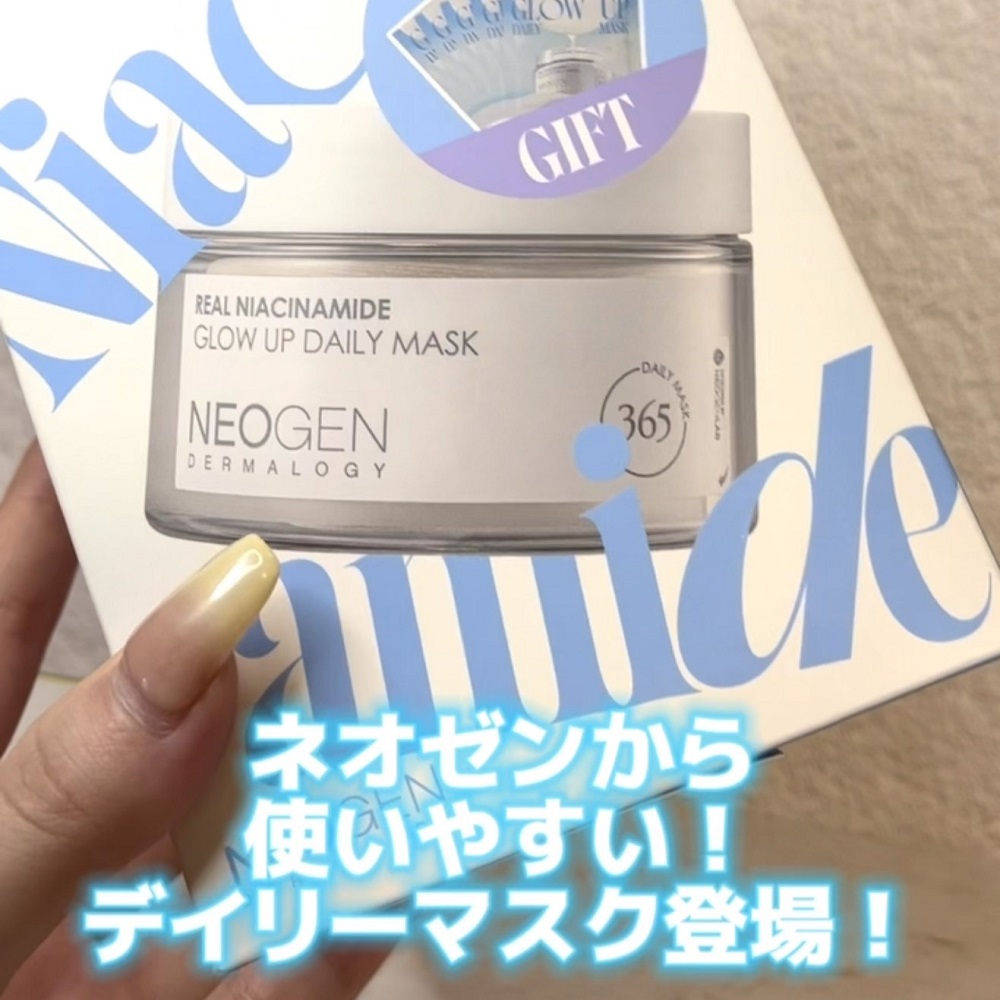 GLOW UP
DAILY MASK
GIFT
Niac
REAL NIACINAMIDE
GLOW UP DAILY MASK
NEOGEN
DERMALOGY
DAILY MASK
365
amide
ネオゼンから
使いやすい！
デイリーマスク登場！